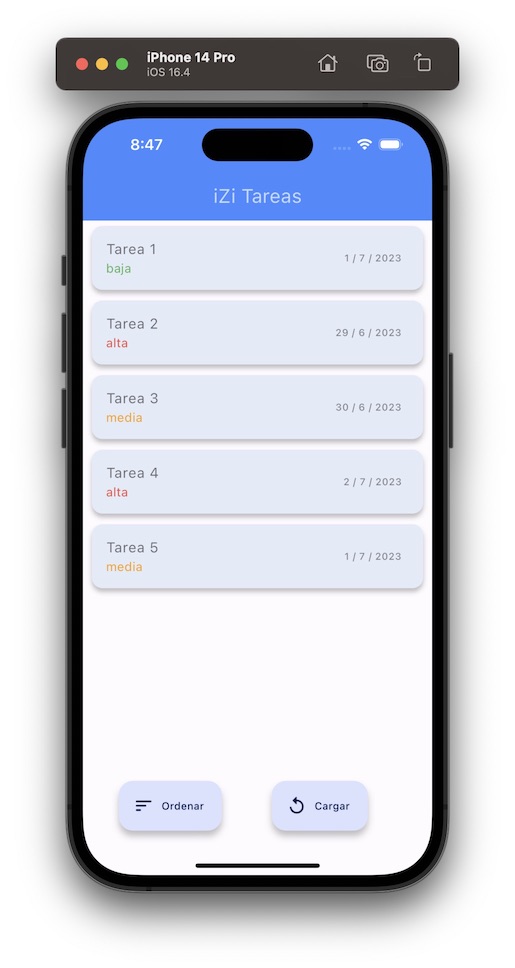 iPhone 14 Pro
iOS 16.4
8:47
iZi Tareas
Tarea 1
baja
1 / 7 / 2023
Tarea 2
alta
29 / 6 / 2023
Tarea 3
media
30 / 6 / 2023
Tarea 4
alta
2 / 7 / 2023
Tarea 5
media
1 / 7 / 2023
Ordenar
Cargar